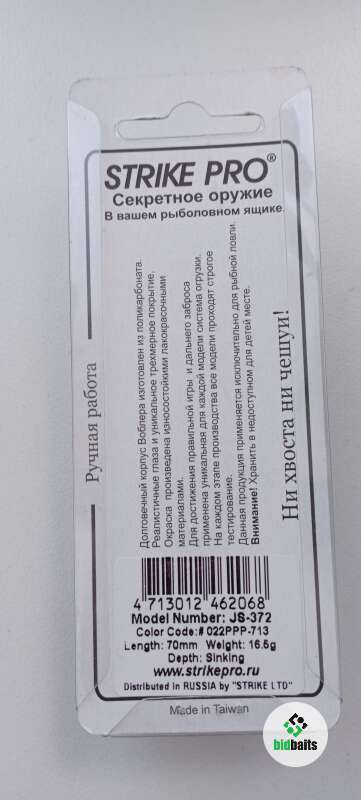 STRIKE PRO®
Секретное оружие
В вашем рыболовном ящике.
Ручная работа
Долговечный корпус Воблера изготовлен из поликарбоната.
Реалистичные глаза и уникальное трехмерное покрытие.
Окраска произведена износостойкими лакокрасочными
материалами.
Для достижения правильной игры и дальнего заброса
применена уникальная для каждой модели система огрузки.
На каждом этапе производства все модели проходят строгое
тестирование.
Данная продукция применяется исключительно для рыбной ловли.
Внимание! Хранить в недоступном для детей месте.
Ни хвоста ни чешуи!
4 713012 462068
Model Number: JS-372
Color Code:# 022PPP-713
Length: 70mm Weight: 16.5g
Depth: Sinking
www.strikepro.ru
Distributed in RUSSIA by "STRIKE LTD"
Made in Taiwan
bidbaits